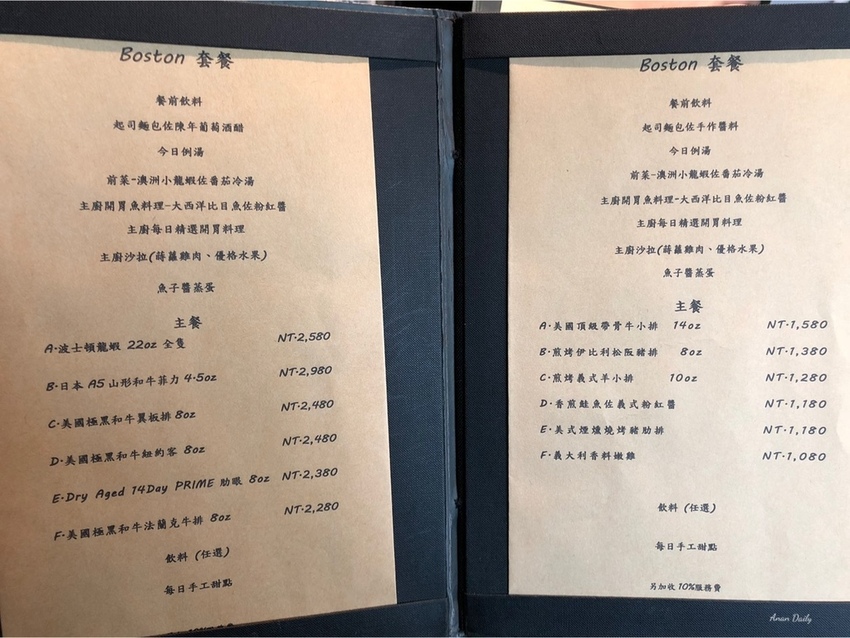 Boston 套餐
餐前飲料
起司麵包佐陳年葡萄酒醋
今日例湯
前菜-澳洲小龍蝦佐番茄冷湯
主廚開胃魚料理-大西洋比目魚佐粉紅醬
主廚每日精選開胃料理
主廚沙拉(蒔蘿雞肉、優格水果)
魚子醬蒸蛋
主餐
A·波士頓龍蝦 22oz 全隻 NT·2,580
B·日本 A5 山形和牛菲力 4·5oz NT·2,980
C·美國極黑和牛翼板排 8oz NT·2,480
D·美國極黑和牛紐約客 8oz NT·2,480
E·Dry Aged 14Day PRIME 肋眼 8oz NT·2,380
F·美國極黑和牛法蘭克牛排 8oz NT·2,280
飲料 (任選)
每日手工甜點
Boston 套餐
餐前飲料
起司麵包佐手作醬料
今日例湯
前菜-澳洲小龍蝦佐番茄冷湯
主廚開胃魚料理-大西洋比目魚佐粉紅醬
主廚每日精選開胃料理
主廚沙拉(蒔蘿雞肉、優格水果)
魚子醬蒸蛋
主餐
A·美國頂級帶骨牛小排 14oz NT·1,580
B·煎烤伊比利松阪豬排 8oz NT·1,380
C·煎烤義式羊小排 10oz NT·1,280
D·香煎鮭魚佐義式粉紅醬 NT·1,180
E·美式煙燻燒烤豬肋排 NT·1,180
F·義大利香料嫩雞 NT·1,080
飲料 (任選)
每日手工甜點
另加收 10%服務費
Anan Daily